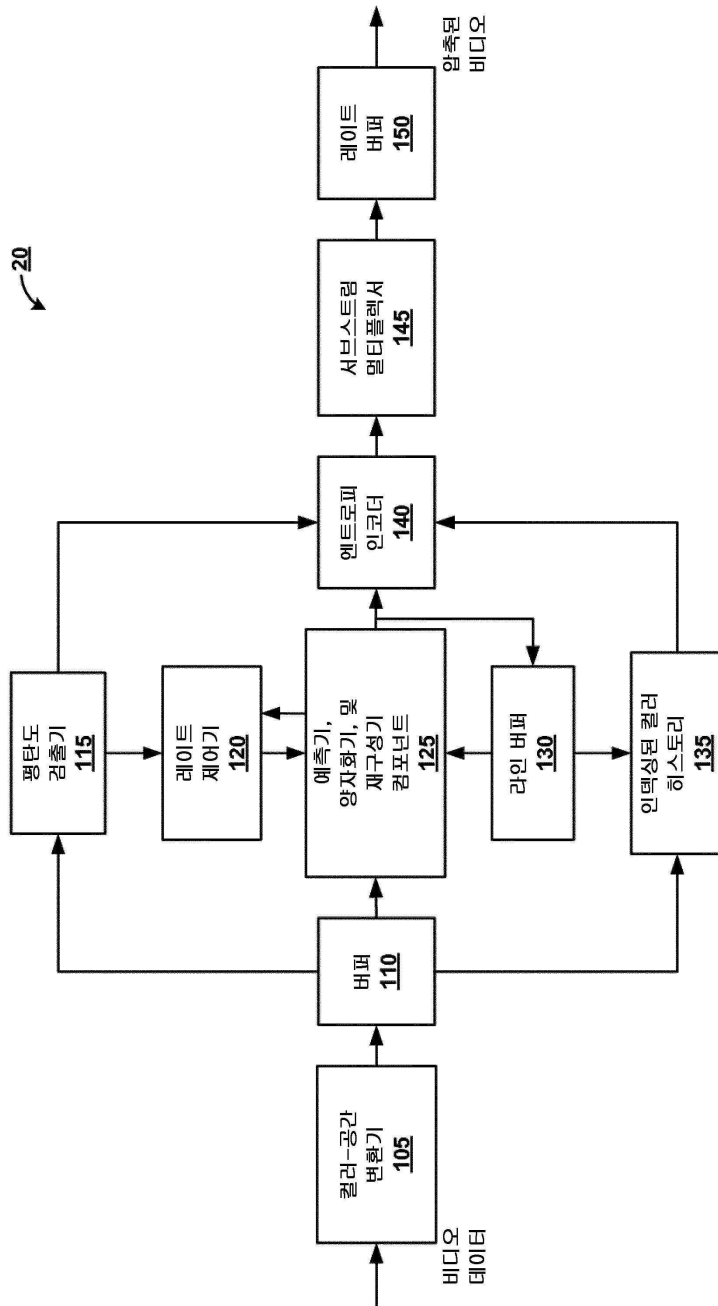 20
비디오
데이터
컬러-공간
변환기
105
버퍼
110
평탄도
검출기
115
레이트
제어기
120
예측기,
양자화기, 및
재구성기
컴포넌트
125
라인 버퍼
130
인덱싱된 컬러
히스토리
135
엔트로피
인코더
140
서브스트림
멀티플렉서
145
레이트
버퍼
150
압축된
비디오